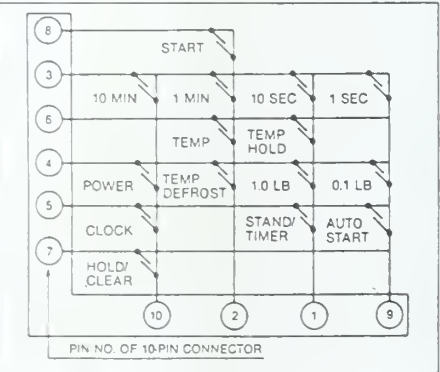 8
START
3
10 MIN 1 MIN 10 SEC 1 SEC
6
TEMP TEMP HOLD
4
POWER TEMP DEFROST 1.0 LB 0.1 LB
5
CLOCK STAND/ TIMER AUTO START
7
HOLD/ CLEAR
10 2 1 9
PIN NO. OF 10-PIN CONNECTOR